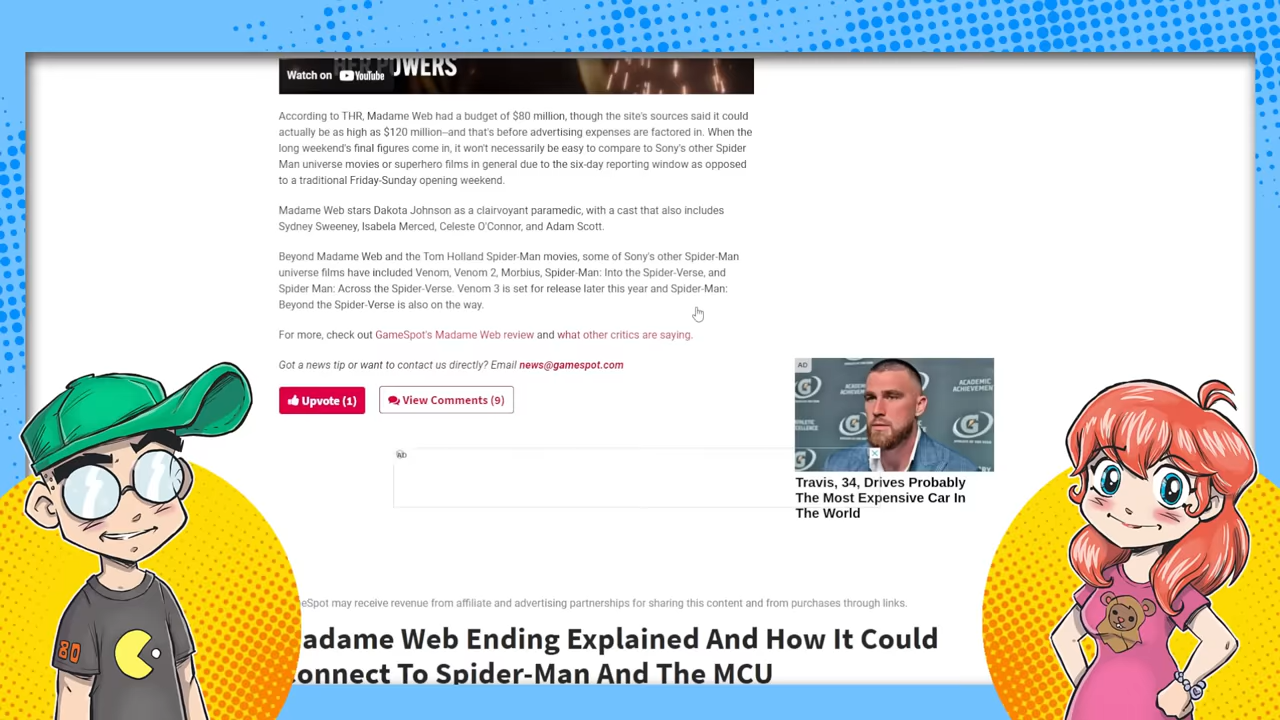 OWERS
Watch on YouTube
According to THR, Madame Web had a budget of $80 million, though the site's sources said it could
actually be as high as $120 million--and that's before advertising expenses are factored in. When the
long weekend's final figures come in, it won't necessarily be easy to compare to Sony's other Spider
Man universe movies or superhero films in general due to the six-day reporting window as opposed
to a traditional Friday-Sunday opening weekend.
Madame Web stars Dakota Johnson as a clairvoyant paramedic, with a cast that also includes
Sydney Sweeney, Isabela Merced, Celeste O'Connor, and Adam Scott.
Beyond Madame Web and the Tom Holland Spider-Man movies, some of Sony's other Spider-Man
universe films have included Venom, Venom 2, Morbius, Spider-Man: Into the Spider-Verse, and
Spider Man: Across the Spider-Verse. Venom 3 is set for release later this year and Spider-Man:
Beyond the Spider-Verse is also on the way.
For more, check out GameSpot's Madame Web review and what other critics are saying.
Got a news tip or want to contact us directly? Email news@gamespot.com
Upvote (1)
View Comments (9)
AD
AD
ACADEMIC
ACHIEVEMENT
Travis, 34, Drives Probably
The Most Expensive Car In
The World
eSpot may receive revenue from affiliate and advertising partnerships for sharing this content and from purchases through links.
adame Web Ending Explained And How It Could
onnect To Spider-Man And The MCU
80